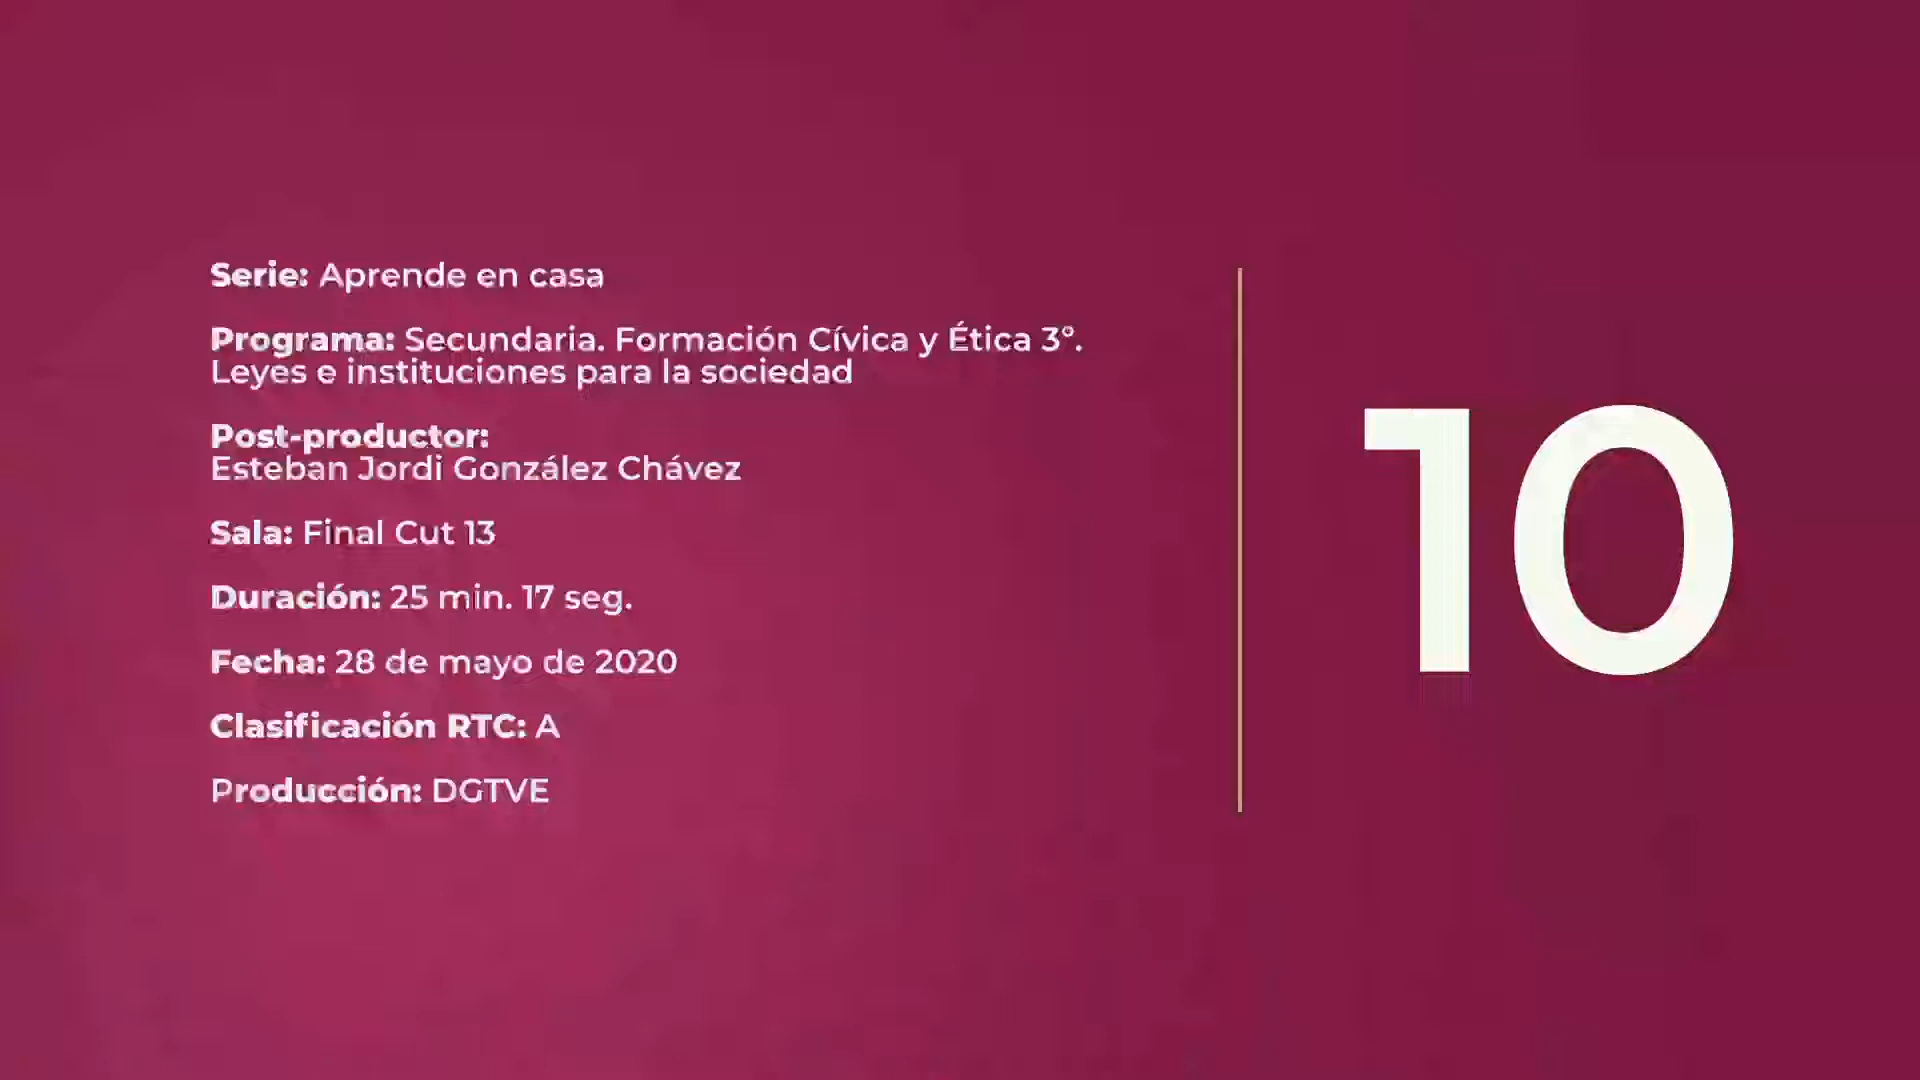 Serie: Aprende en casa
Programa: Secundaria. Formación Cívica y Ética 3°.
Leyes e instituciones para la sociedad
Post-productor:
Esteban Jordi González Chávez
Sala: Final Cut 13
Duración: 25 min. 17 seg.
Fecha: 28 de mayo de 2020
Clasificación RTC: A
Producción: DGTVE
10